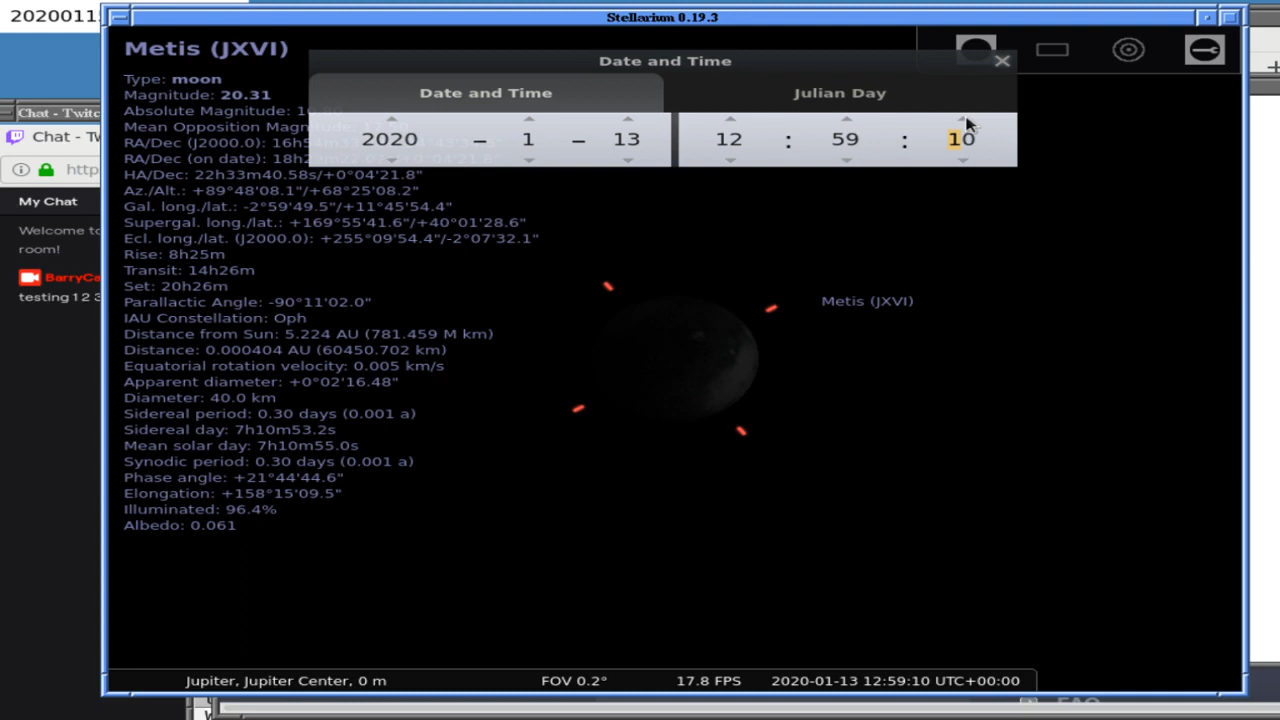 2020011
Stellarium 0.19.3
Metis (JXVI)
Date and Time
Date and Time
Julian Day
2020 – 1 – 13
12 : 59 : 10
Type: moon
Magnitude: 20.31
Absolute Magnitude:
Mean Opposition
RA/Dec (J2000.0):
RA/Dec (on date):
HA/Dec: 22h33m40.58s/+0°04'21.8"
Az./Alt.: +89°48'08.1"/+68°25'08.2"
Gal. long./lat.: -2°59'49.5"/+11°45'54.4"
Supergal. long./lat.: +169°55'41.6"/+40°01'28.6"
Ecl. long./lat. (J2000.0): +255°09'54.4"/-2°07'32.1"
Rise: 8h25m
Transit: 14h26m
Set: 20h26m
Parallactic Angle: -90°11'02.0"
IAU Constellation: Oph
Distance from Sun: 5.224 AU (781.459 M km)
Distance: 0.000404 AU (60450.702 km)
Equatorial rotation velocity: 0.005 km/s
Apparent diameter: +0°02'16.48"
Diameter: 40.0 km
Sidereal period: 0.30 days (0.001 a)
Sidereal day: 7h10m53.2s
Mean solar day: 7h10m55.0s
Synodic period: 0.30 days (0.001 a)
Phase angle: +21°44'44.6"
Elongation: +158°15'09.5"
Illuminated: 96.4%
Albedo: 0.061
Metis (JXVI)
Jupiter, Jupiter Center, 0 m
FOV 0.2°
17.8 FPS
2020-01-13 12:59:10 UTC+00:00
Chat - Twitc
Chat - Tw
http
My Chat
Welcome to
room!
BarryCa
testing 1 2 3